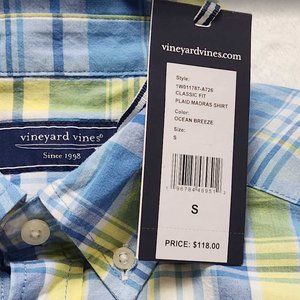 vineyardvines.com
Style:
1W011787-A726
CLASSIC FIT
PLAID MADRAS SHIRT
Color:
OCEAN BREEZE
Size:
S
S
PRICE: $118.00
vineyard vines®
Since 1998